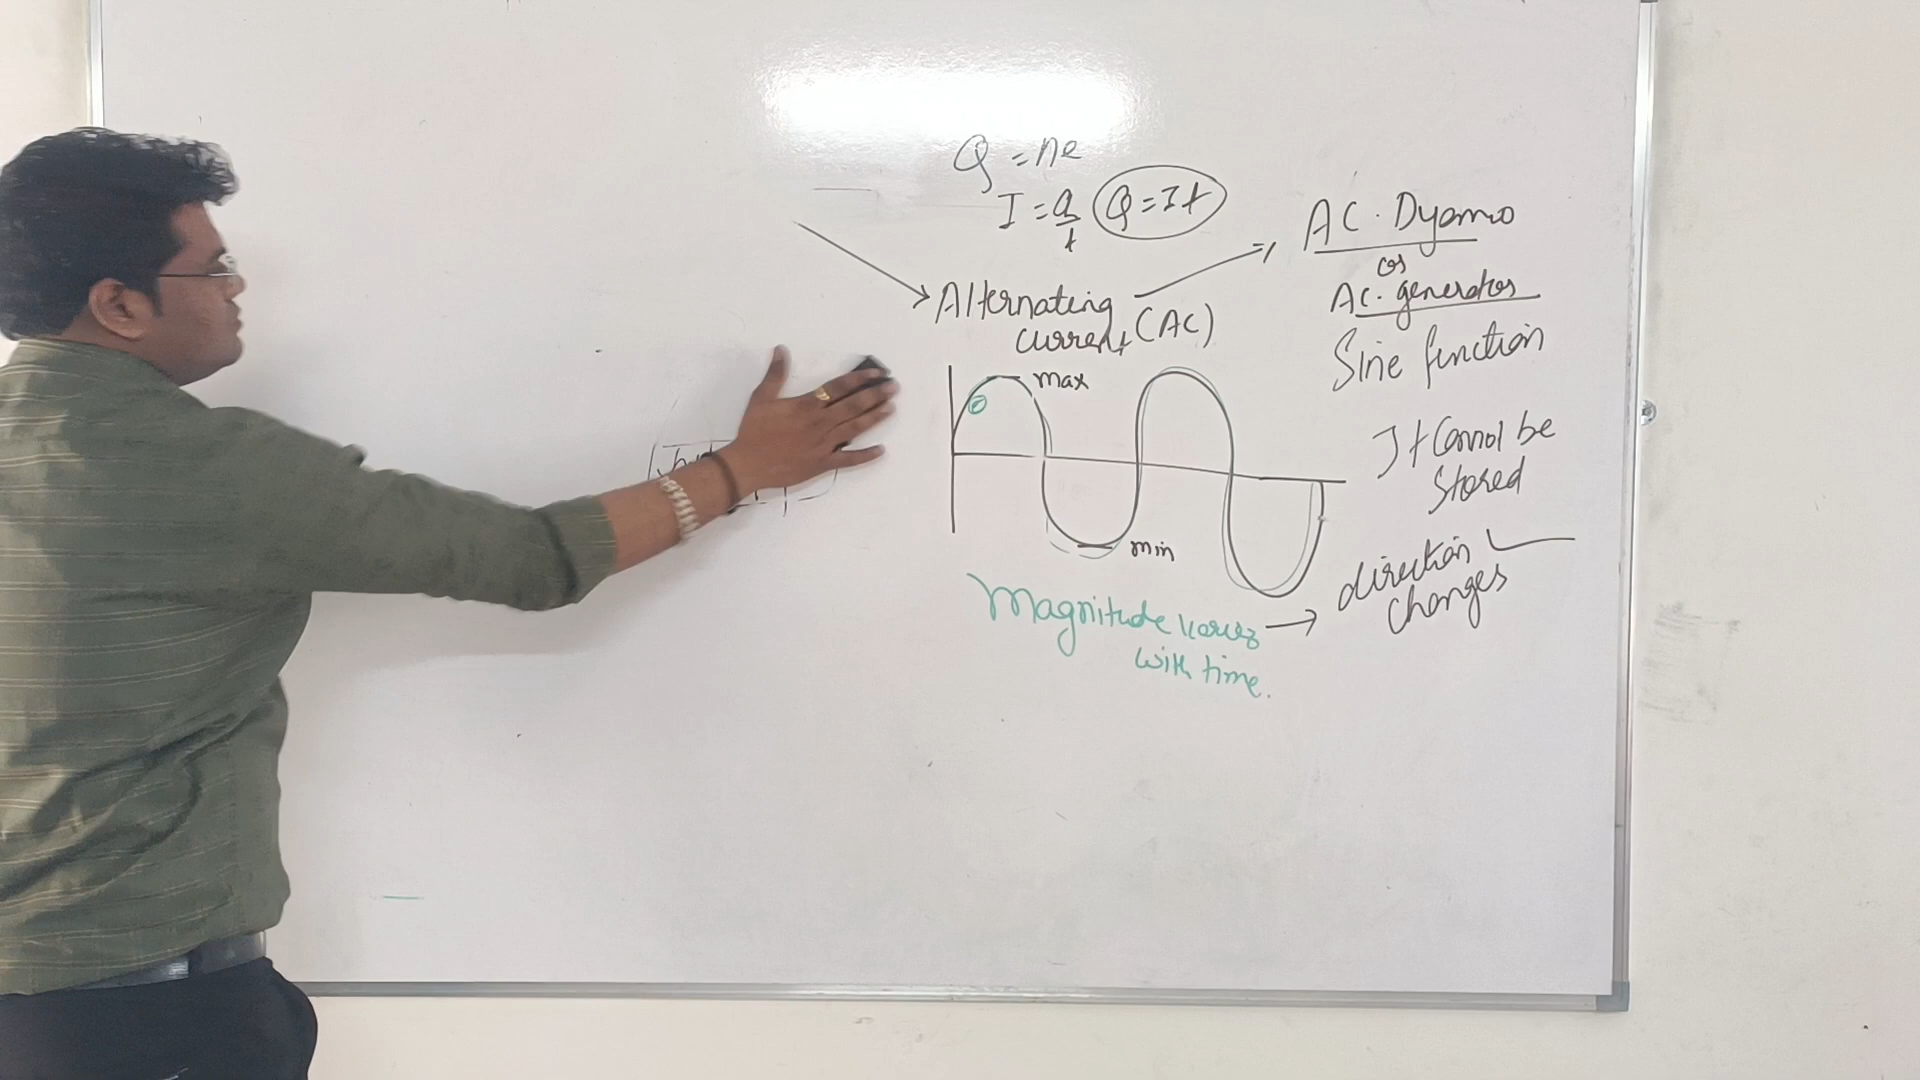 Q = ne
I = Q/t Q = It
Alternating
Current (AC)
max
min
Magnitude varies
with time.
AC. Dyamo
or
AC. generator
Sine function
It Cannot be
Stored
direction
Changes